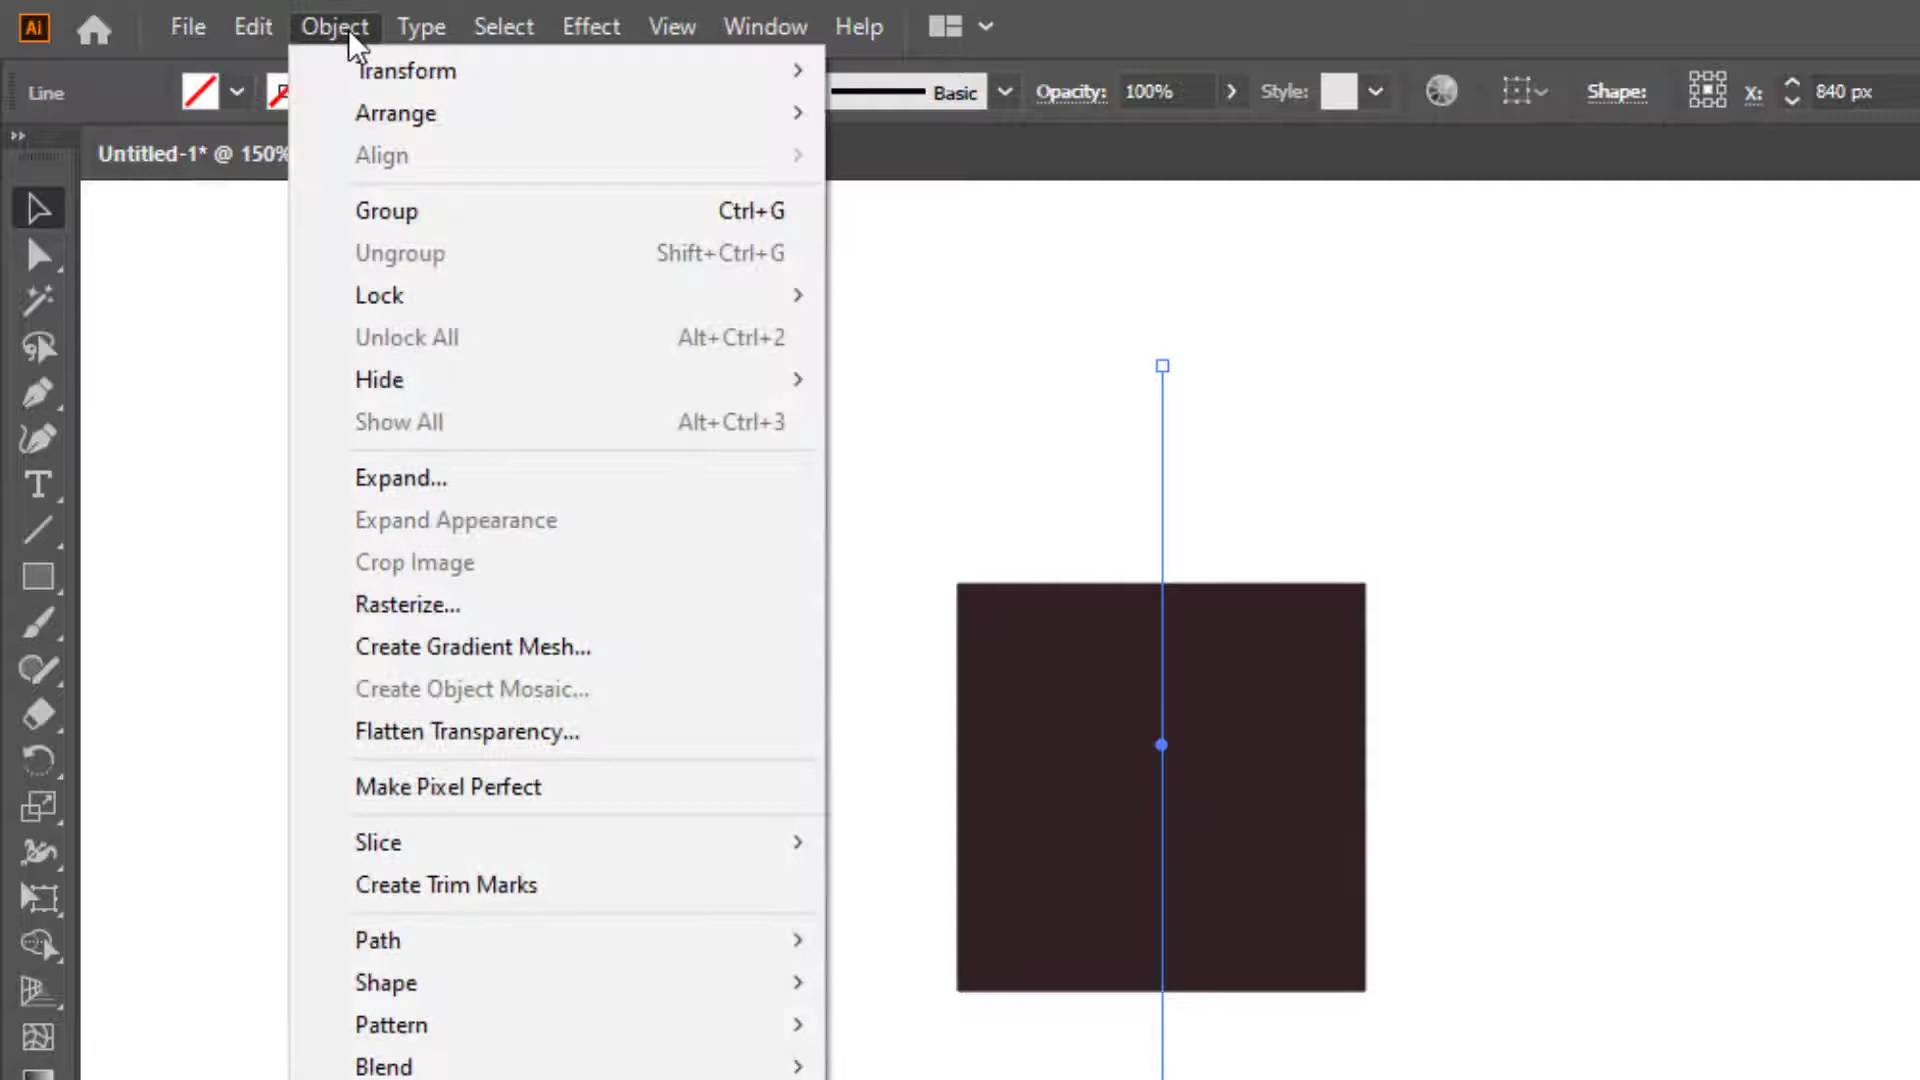 Ai File Edit Object Type Select Effect View Window Help
Line Basic Opacity: 100% Style: Shape: X: 840 px
Untitled-1* @ 150%
Transform
Arrange
Align
Group Ctrl+G
Ungroup Shift+Ctrl+G
Lock
Unlock All Alt+Ctrl+2
Hide
Show All Alt+Ctrl+3
Expand...
Expand Appearance
Crop Image
Rasterize...
Create Gradient Mesh...
Create Object Mosaic...
Flatten Transparency...
Make Pixel Perfect
Slice
Create Trim Marks
Path
Shape
Pattern
Blend